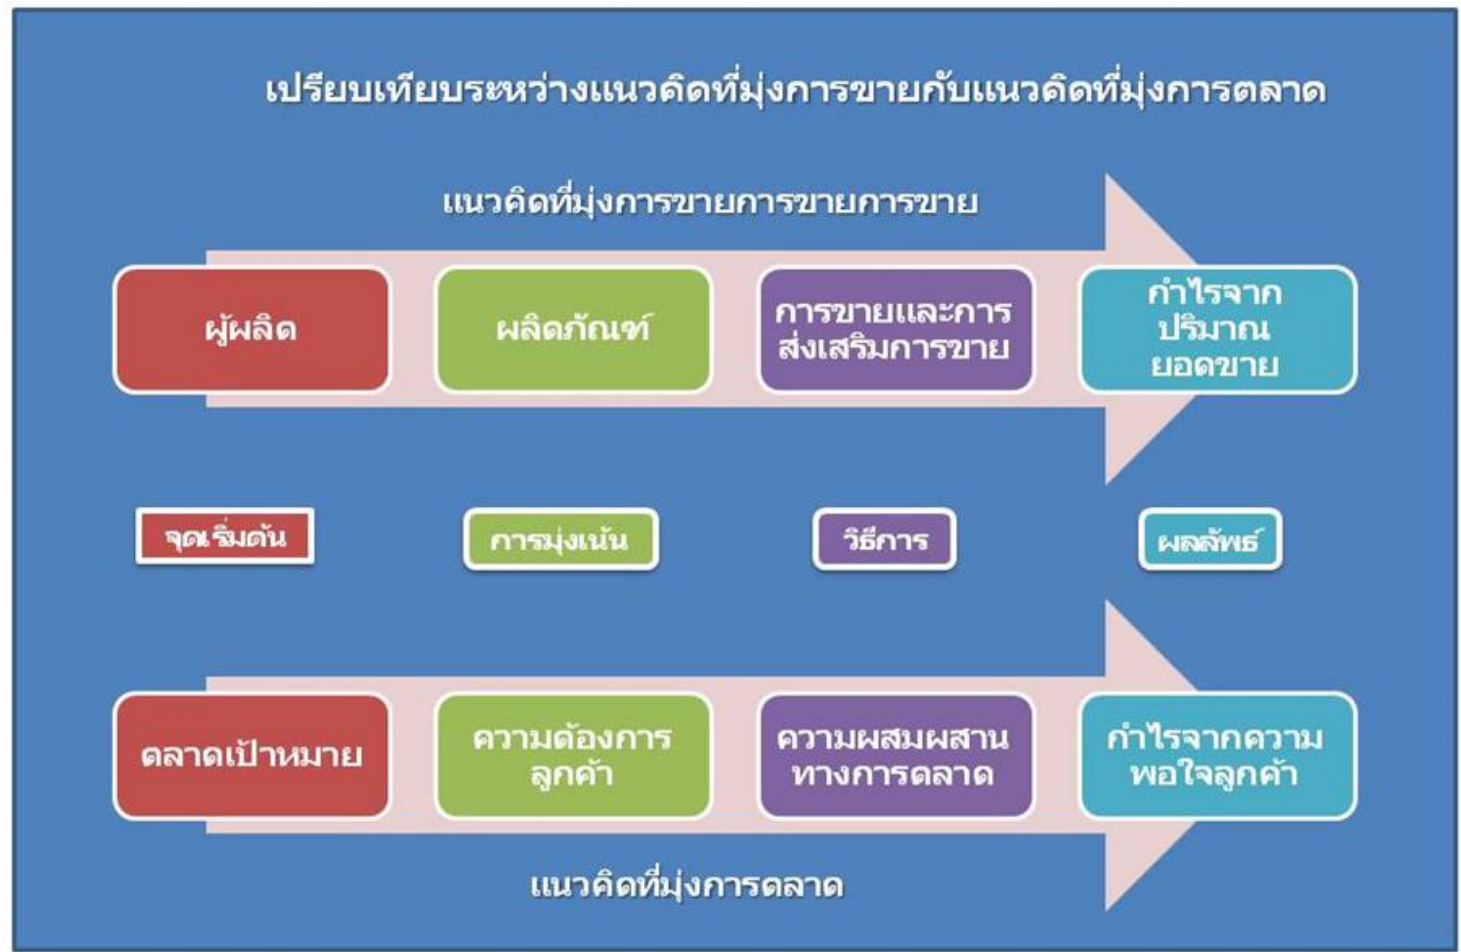 เปรียบเทียบระหว่างแนวคิดที่มุ่งการขายกับแนวคิดที่มุ่งการตลาด
แนวคิดที่มุ่งการขายการขายการขาย
ผู้ผลิต
ผลิตภัณฑ์
การขายและการ
ส่งเสริมการขาย
กำไรจาก
ปริมาณ
ยอดขาย
จุดเริ่มต้น
การมุ่งเน้น
วิธีการ
ผลลัพธ์
ตลาดเป้าหมาย
ความต้องการ
ลูกค้า
ความผสมผสาน
ทางการตลาด
กำไรจากความ
พอใจลูกค้า
แนวคิดที่มุ่งการตลาด